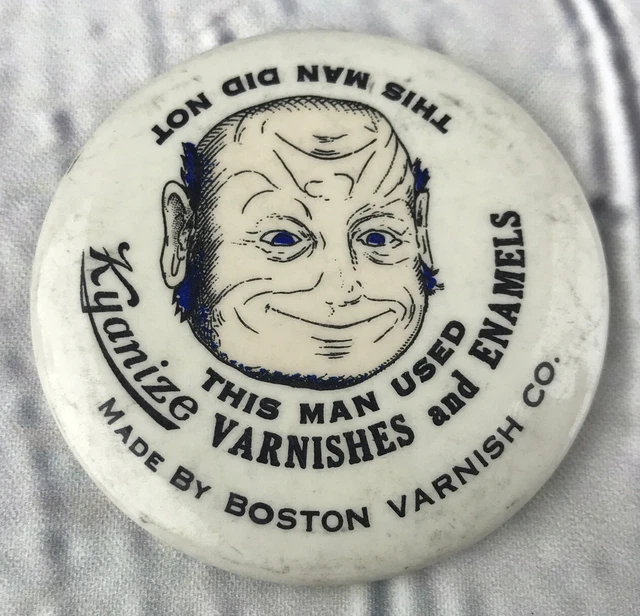 THIS MAN DID NOT
THIS MAN USED
Kyanize VARNISHES and ENAMELS
MADE BY BOSTON VARNISH CO.